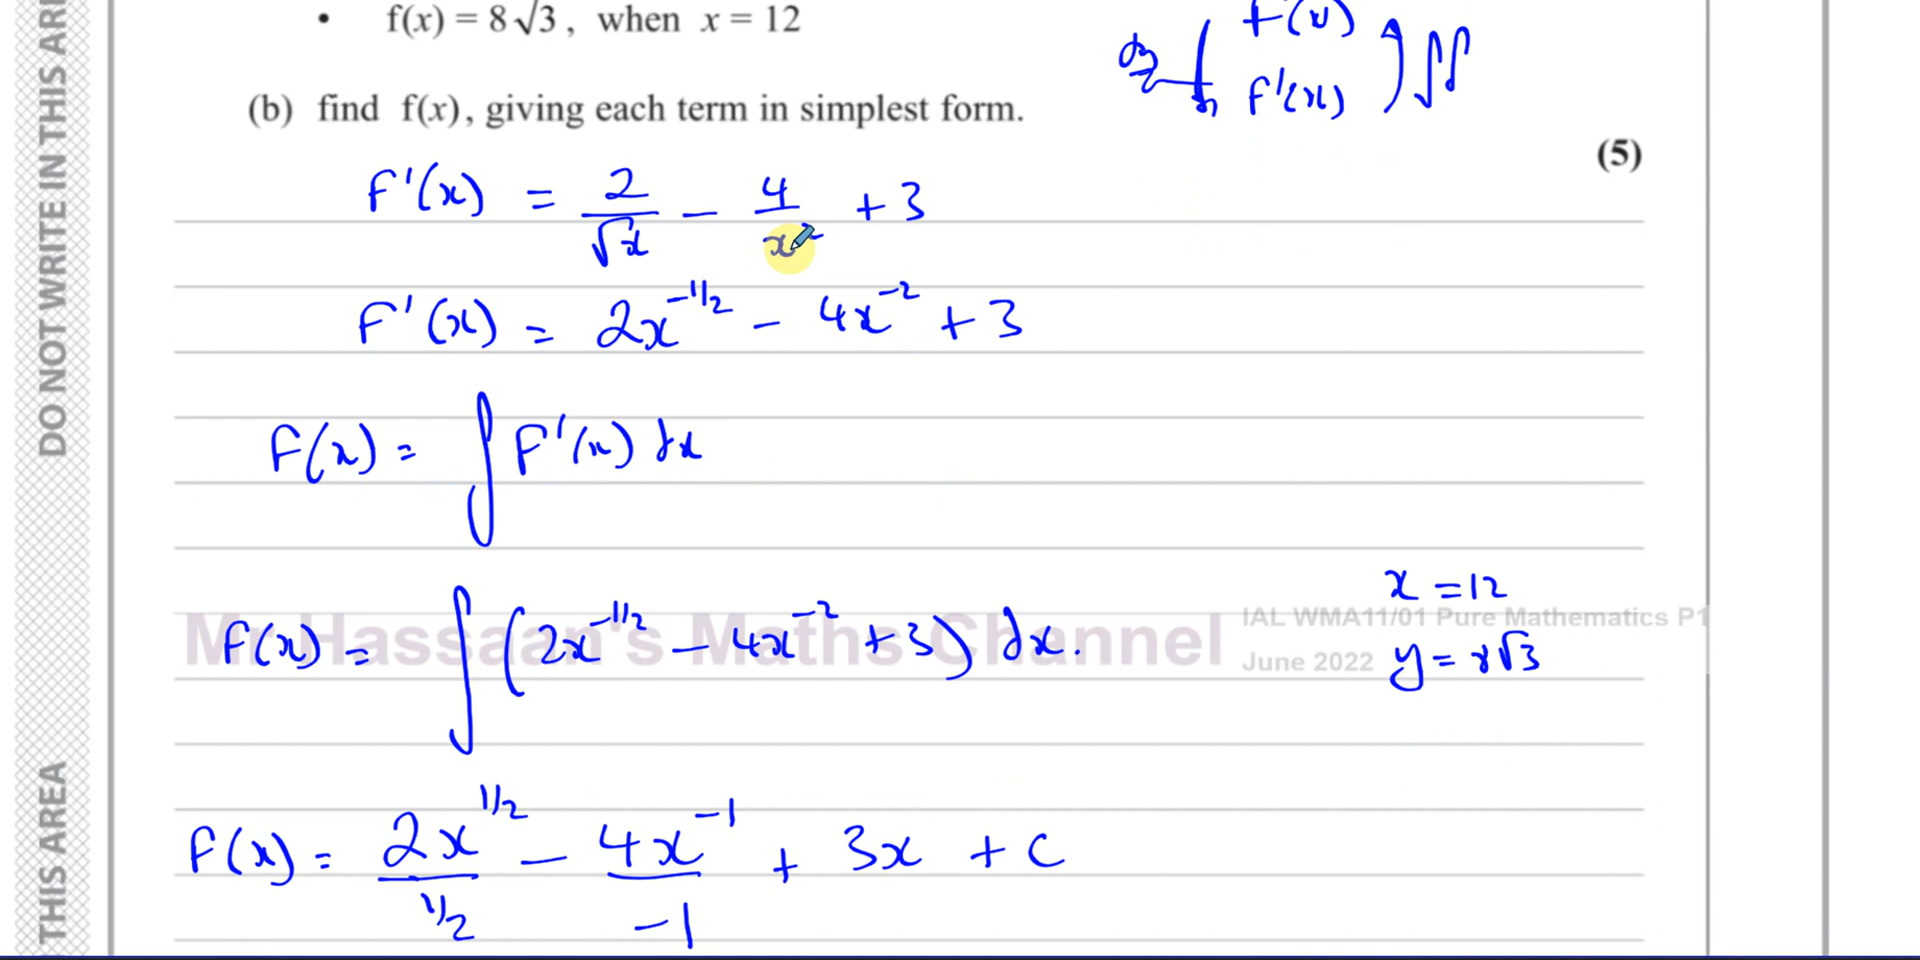 • f(x) = 8√3 , when x = 12
(b) find f(x), giving each term in simplest form.
(5)
f(x)
f'(x)
∫
f'(x) = 2/√x − 4/x² + 3
f'(x) = 2x^(-1/2) − 4x^(-2) + 3
f(x) = ∫ f'(x) dx
x = 12
y = 8√3
f(x) = ∫ (2x^(-1/2) − 4x^(-2) + 3) dx.
Mr Hassaan's Maths Channel
IAL WMA11/01 Pure Mathematics P1
June 2022
f(x) = 2x^(1/2)/(1/2) − 4x^(-1)/(-1) + 3x + c
DO NOT WRITE IN THIS ARE
THIS AREA